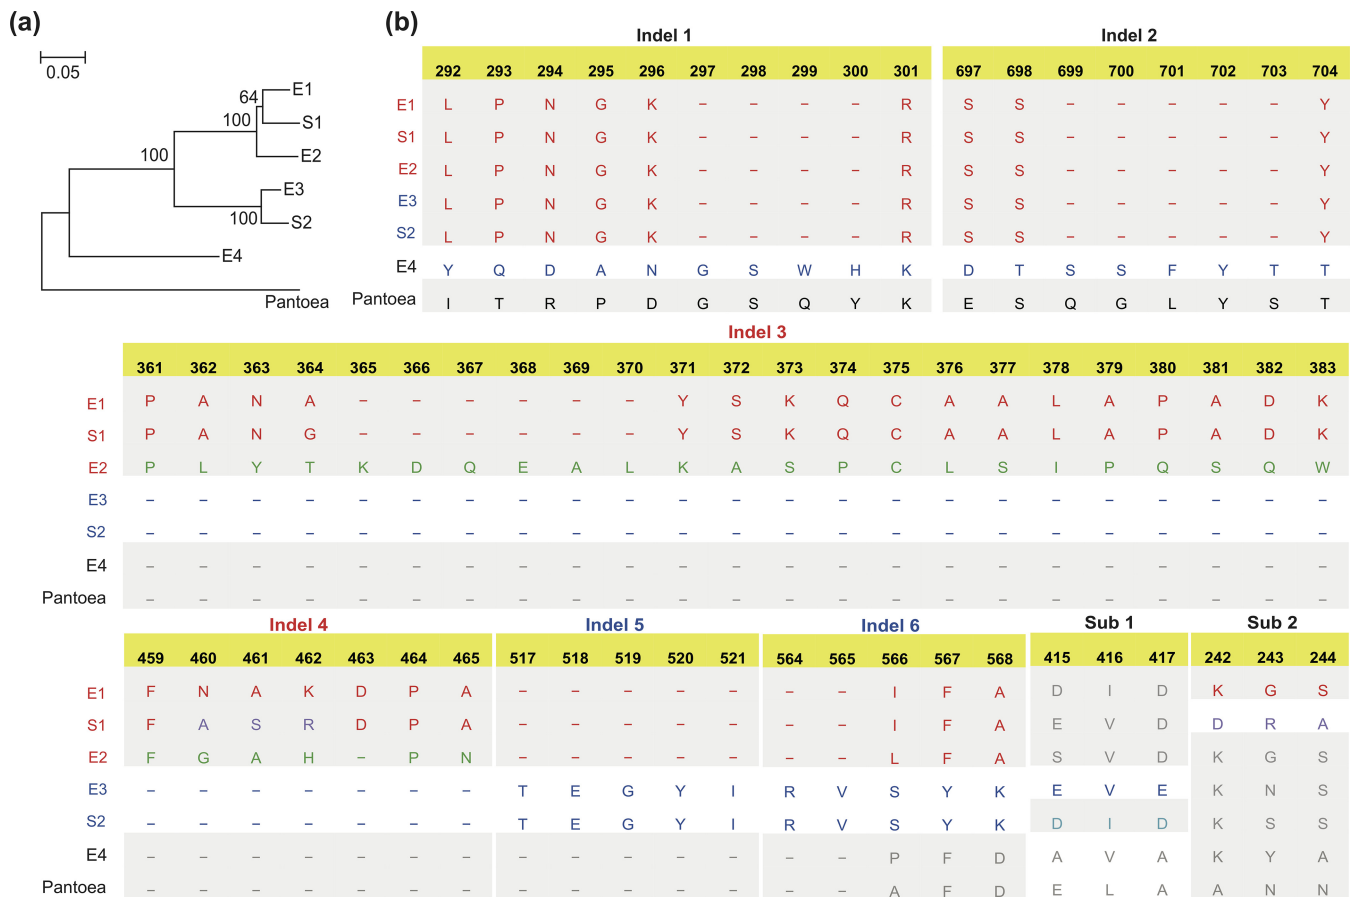 (a)
0.05
E1
64
S1
100
E2
100
E3
100
S2
E4
Pantoea
(b)
Indel 1 Indel 2
292 293 294 295 296 297 298 299 300 301 697 698 699 700 701 702 703 704
E1 L P N G K – – – – R S S – – – – – Y
S1 L P N G K – – – – R S S – – – – – Y
E2 L P N G K – – – – R S S – – – – – Y
E3 L P N G K – – – – R S S – – – – – Y
S2 L P N G K – – – – R S S – – – – – Y
E4 Y Q D A N G S W H K D T S S F Y T T
Pantoea I T R P D G S Q Y K E S Q G L Y S T
Indel 3
361 362 363 364 365 366 367 368 369 370 371 372 373 374 375 376 377 378 379 380 381 382 383
E1 P A N A – – – – – – Y S K Q C A A L A P A D K
S1 P A N G – – – – – – Y S K Q C A A L A P A D K
E2 P L Y T K D Q E A L K A S P C L S I P Q S Q W
E3 – – – – – – – – – – – – – – – – – – – – – – –
S2 – – – – – – – – – – – – – – – – – – – – – – –
E4 – – – – – – – – – – – – – – – – – – – – – – –
Pantoea – – – – – – – – – – – – – – – – – – – – – – –
Indel 4 Indel 5 Indel 6 Sub 1 Sub 2
459 460 461 462 463 464 465 517 518 519 520 521 564 565 566 567 568 415 416 417 242 243 244
E1 F N A K D P A – – – – – – – I F A D I D K G S
S1 F A S R D P A – – – – – – – I F A E V D D R A
E2 F G A H – P N – – – – – – – L F A S V D K G S
E3 – – – – – – – T E G Y I R V S Y K E V E K N S
S2 – – – – – – – T E G Y I R V S Y K D I D K S S
E4 – – – – – – – – – – – – – – P F D A V A K Y A
Pantoea – – – – – – – – – – – – – – A F D E L A A N N